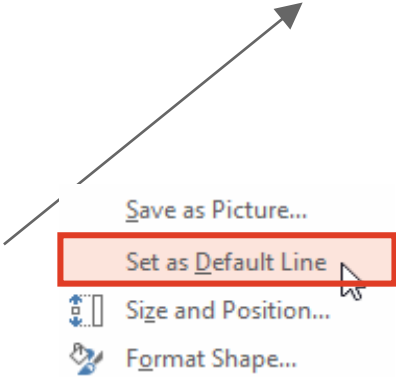 Save as Picture...
Set as Default Line
Size and Position...
Format Shape...